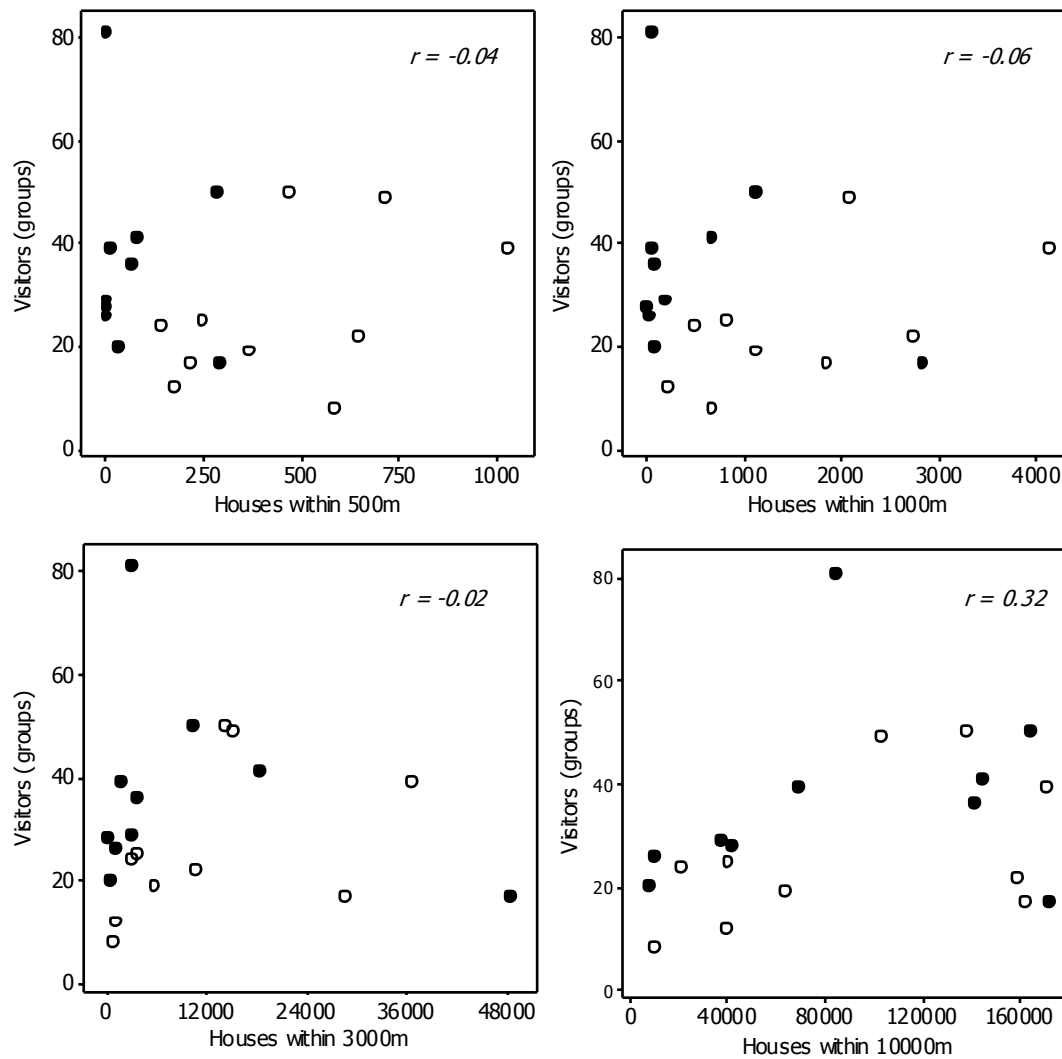 r = -0.04
80
60
40
20
0
Visitors (groups)
0 250 500 750 1000
Houses within 500m
r = -0.06
80
60
40
20
0
Visitors (groups)
0 1000 2000 3000 4000
Houses within 1000m
r = -0.02
80
60
40
20
0
Visitors (groups)
0 12000 24000 36000 48000
Houses within 3000m
r = 0.32
80
60
40
20
0
Visitors (groups)
0 40000 80000 120000 160000
Houses within 10000m